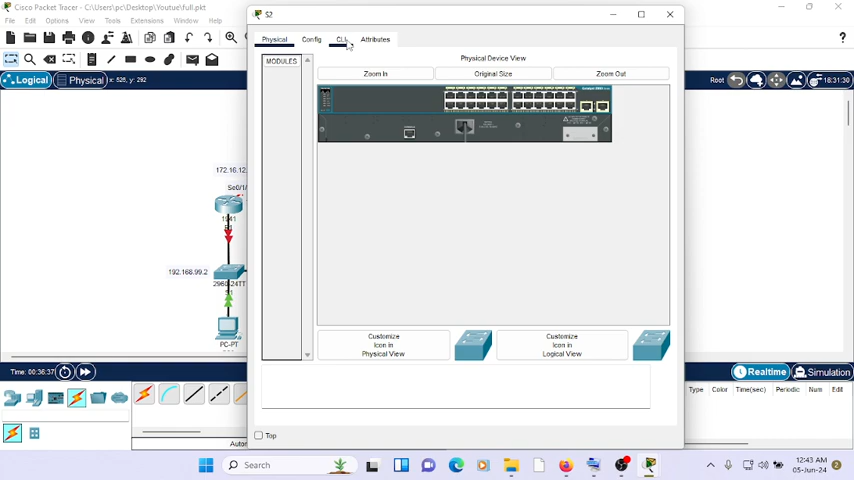 Cisco Packet Tracer - C:\Users\pc\Desktop\Youtue\full.pkt
File Edit Options View Tools Extensions Window Help
S2
Physical Config CLI Attributes
MODULES
Physical Device View
Zoom In Original Size Zoom Out
Logical Physical x: 526, y: 292
Root 18:31:30
172.16.12
Se0/1/
1941
192.168.99.2
2960-24TT
S1
PC-PT
Customize
Icon in
Physical View
Customize
Icon in
Logical View
Time: 00:36:37
Realtime Simulation
Type Color Time(sec) Periodic Num Edit
Autom
Top
Search
12:43 AM
05-Jun-24
2